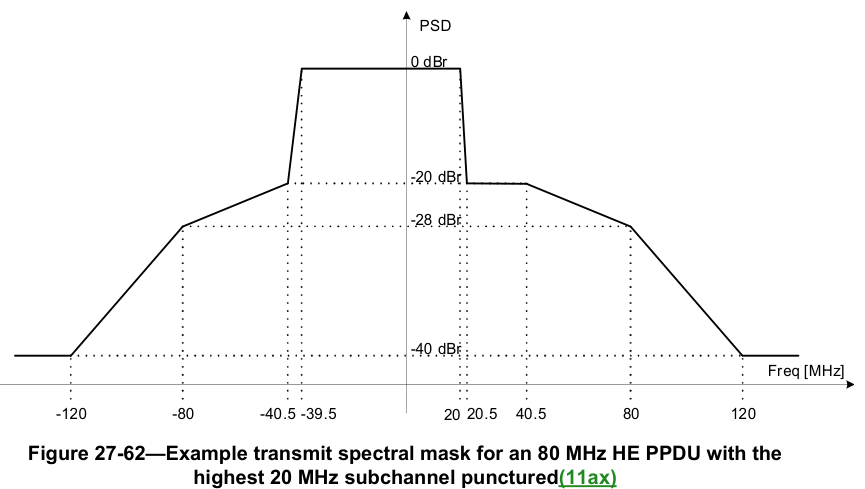 PSD
0 dBr
-20 dBr
-28 dBr
-40 dBr
Freq [MHz]
-120 -80 -40.5 -39.5 20 20.5 40.5 80 120
Figure 27-62—Example transmit spectral mask for an 80 MHz HE PPDU with the
highest 20 MHz subchannel punctured(11ax)